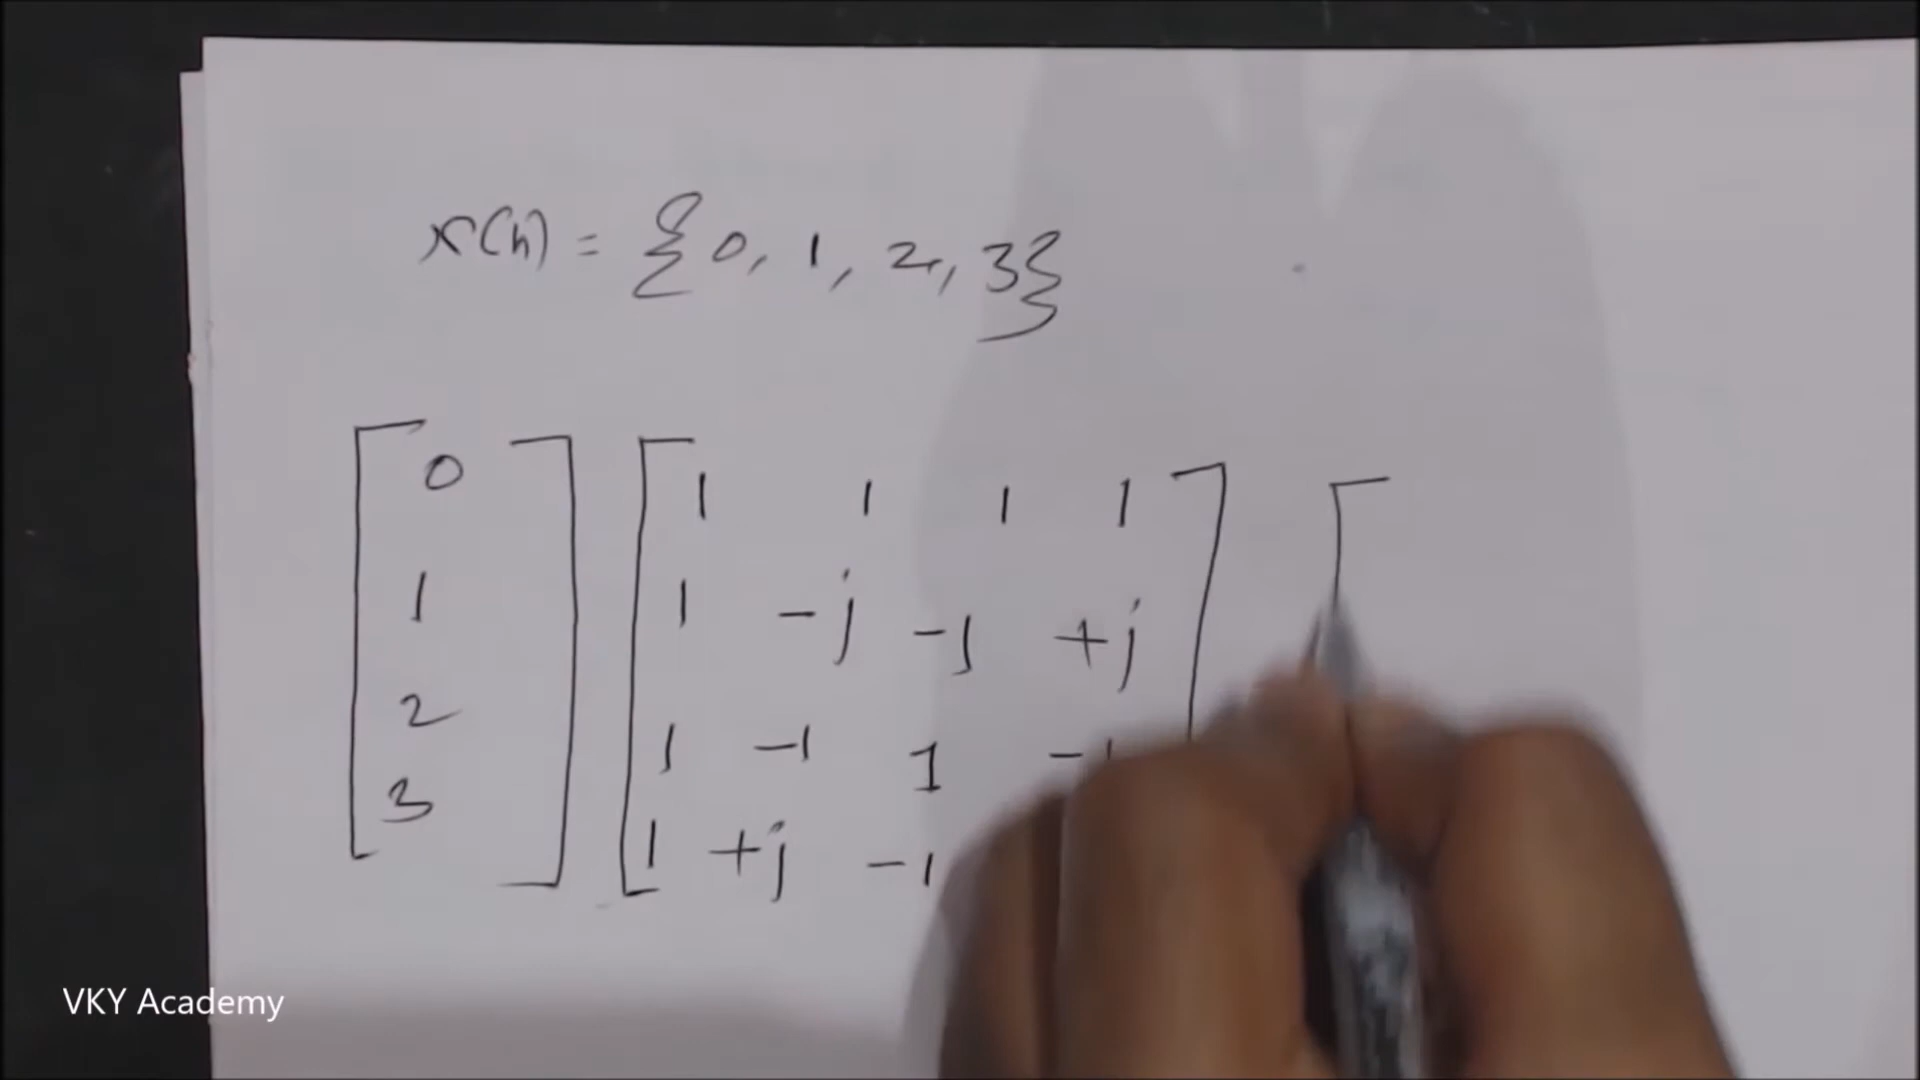 x(n) = {0, 1, 2, 3}
0 1 1 1 1
1 1 -j -1 +j
2 1 -1 1 -1
3 1 +j -1
VKY Academy